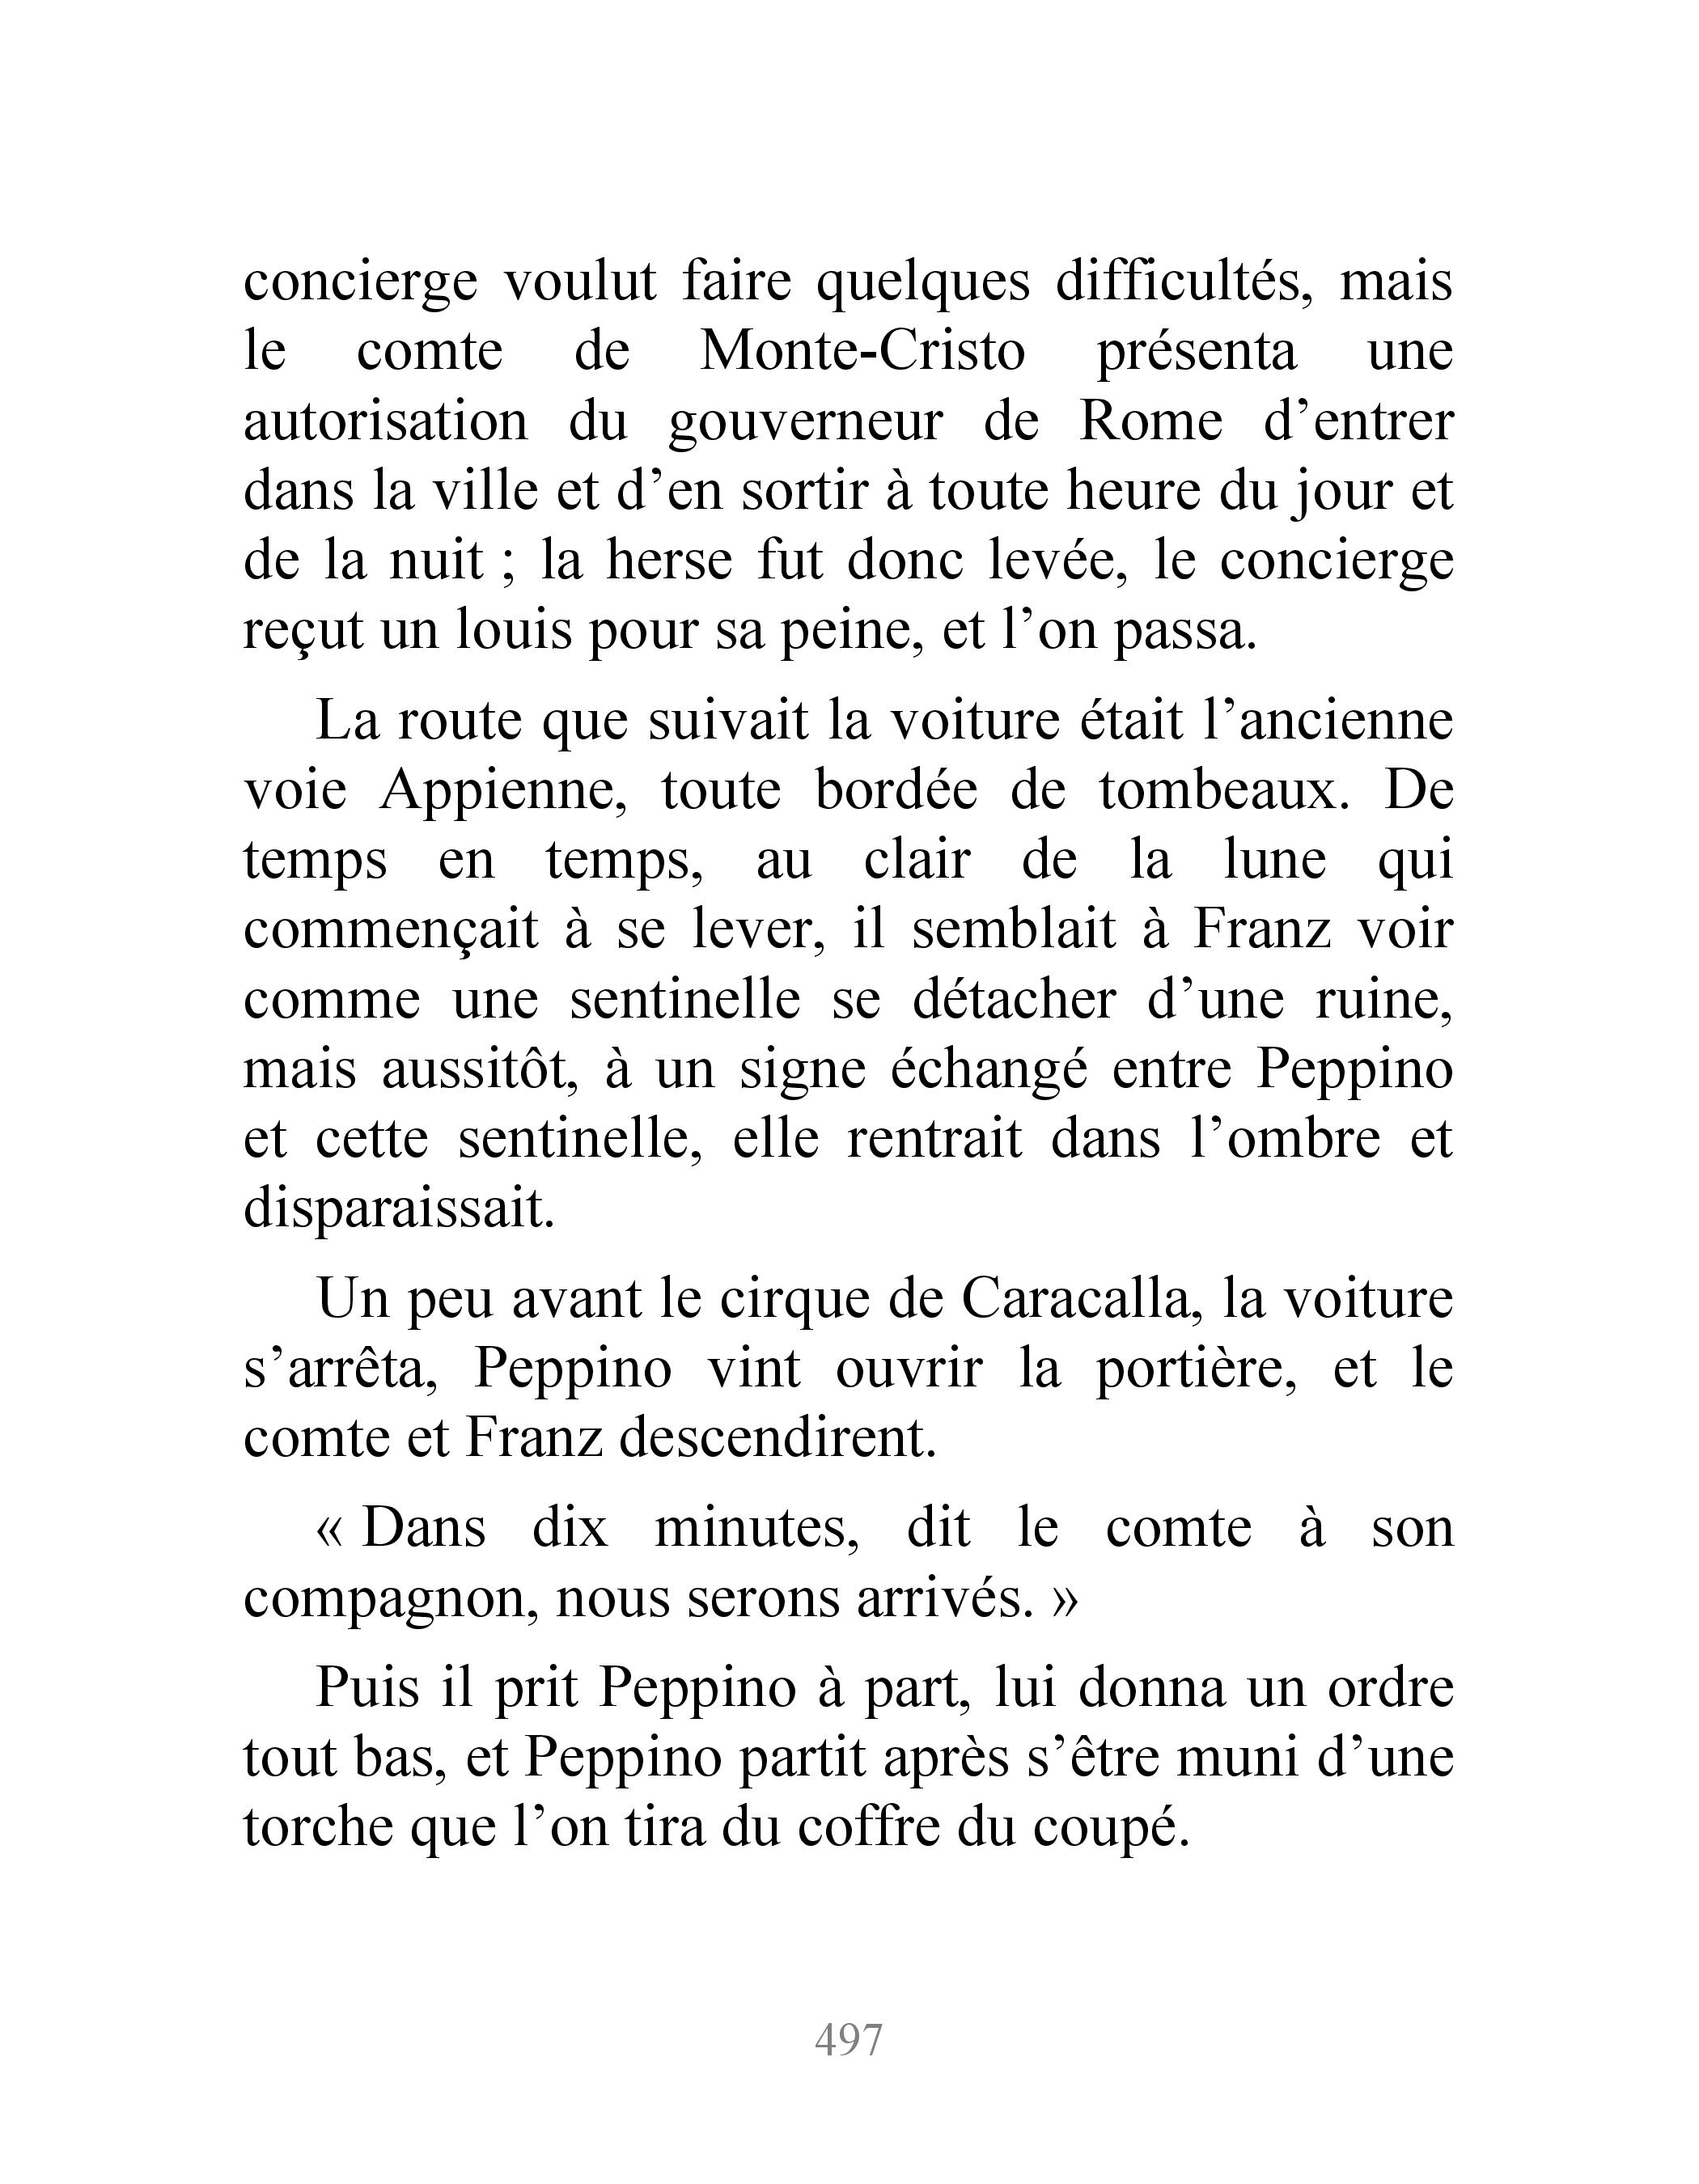 concierge voulut faire quelques difficultés, mais
le comte de Monte-Cristo présenta une
autorisation du gouverneur de Rome d’entrer
dans la ville et d’en sortir à toute heure du jour et
de la nuit ; la herse fut donc levée, le concierge
reçut un louis pour sa peine, et l’on passa.
La route que suivait la voiture était l’ancienne
voie Appienne, toute bordée de tombeaux. De
temps en temps, au clair de la lune qui
commençait à se lever, il semblait à Franz voir
comme une sentinelle se détacher d’une ruine,
mais aussitôt, à un signe échangé entre Peppino
et cette sentinelle, elle rentrait dans l’ombre et
disparaissait.
Un peu avant le cirque de Caracalla, la voiture
s’arrêta, Peppino vint ouvrir la portière, et le
comte et Franz descendirent.
« Dans dix minutes, dit le comte à son
compagnon, nous serons arrivés. »
Puis il prit Peppino à part, lui donna un ordre
tout bas, et Peppino partit après s’être muni d’une
torche que l’on tira du coffre du coupé.
497